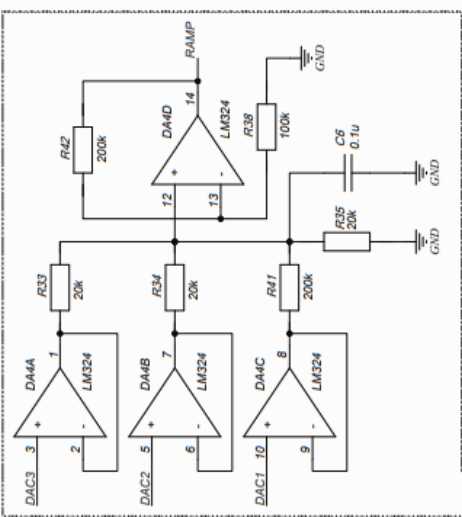 RAMP
14
DA4D
LM324
12
13
+
-
R42
200k
R38
100k
GND
C6
0.1u
GND
R35
20k
GND
R33
20k
R34
20k
R41
200k
1
DA4A
LM324
3
2
+
-
DAC3
7
DA4B
LM324
5
6
+
-
DAC2
8
DA4C
LM324
10
9
+
-
DAC1